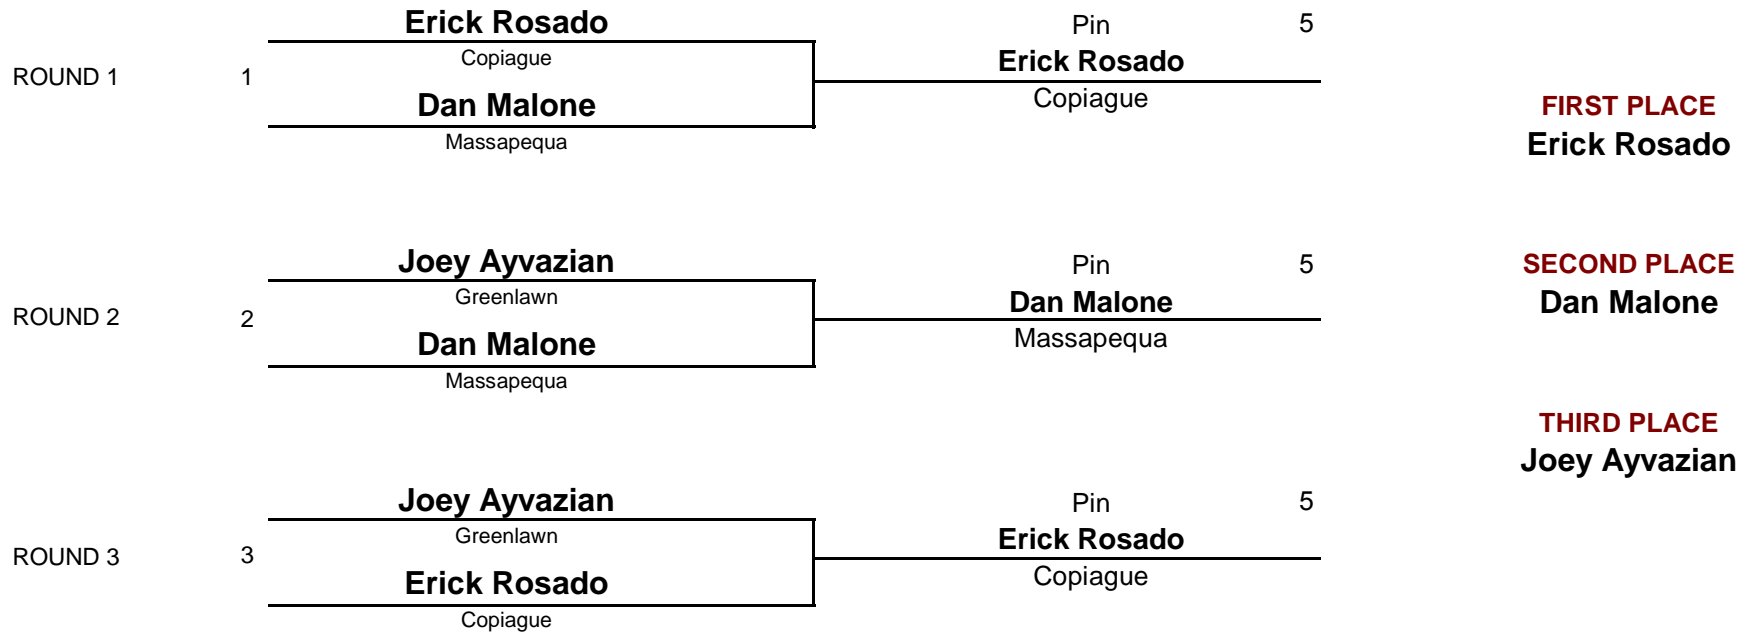 Erick Rosado
Pin 5
Copiague
Erick Rosado
ROUND 1 1
Dan Malone
Copiague
FIRST PLACE
Massapequa
Erick Rosado
Joey Ayvazian
Pin 5
SECOND PLACE
Greenlawn
Dan Malone
Dan Malone
ROUND 2 2
Dan Malone
Massapequa
Massapequa
THIRD PLACE
Joey Ayvazian
Joey Ayvazian
Pin 5
Greenlawn
Erick Rosado
ROUND 3 3
Erick Rosado
Copiague
Copiague